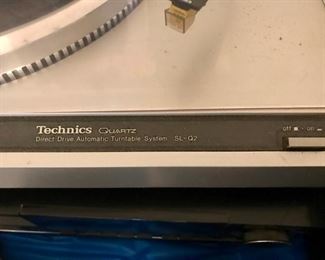 Technics QUARTZ
Direct Drive Automatic Turntable System SL-Q2
off on